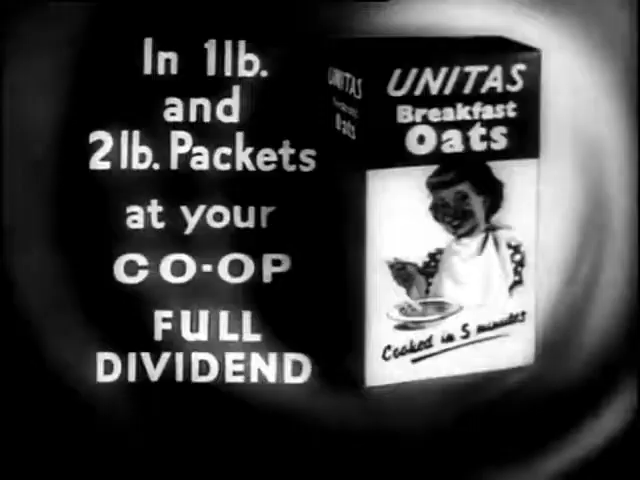 In 1lb.
and
2lb. Packets
at your
CO-OP
FULL
DIVIDEND
UNITAS
Oats
UNITAS
Breakfast
Oats
Cooked in 5 minutes